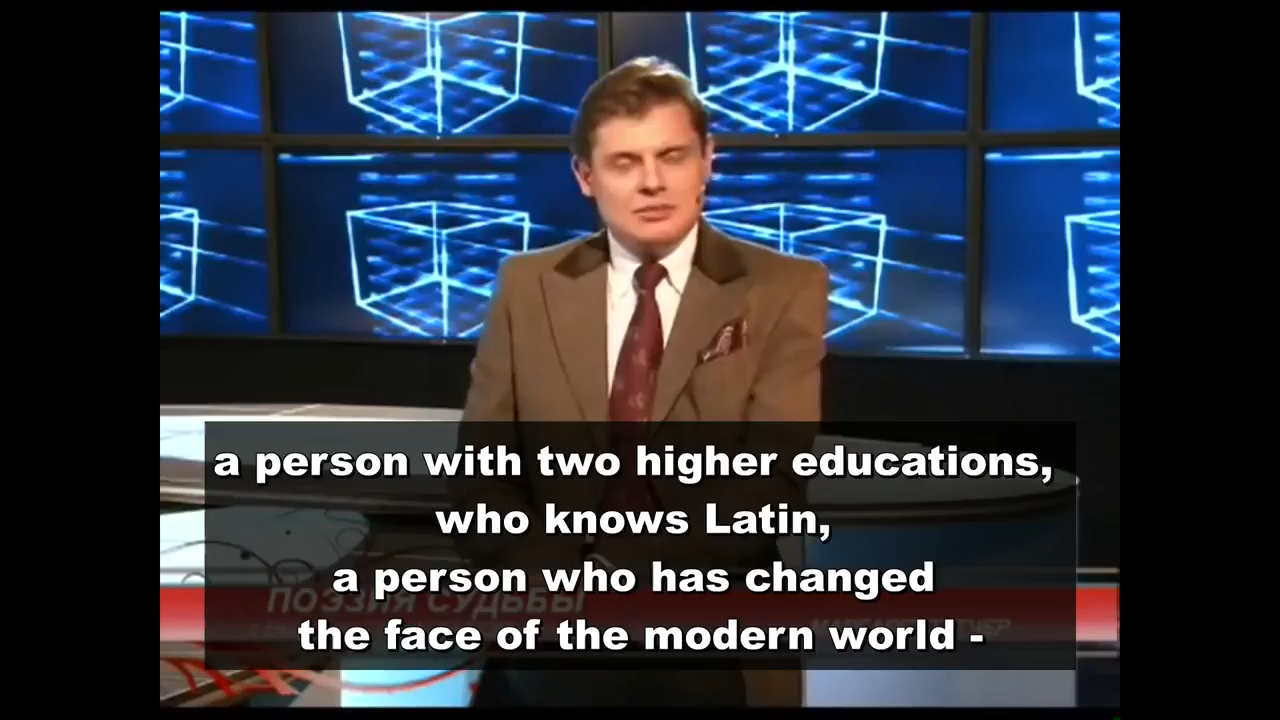 a person with two higher educations,
who knows Latin,
a person who has changed
the face of the modern world -
ПОЭЗИЯ СУДЬБЫ